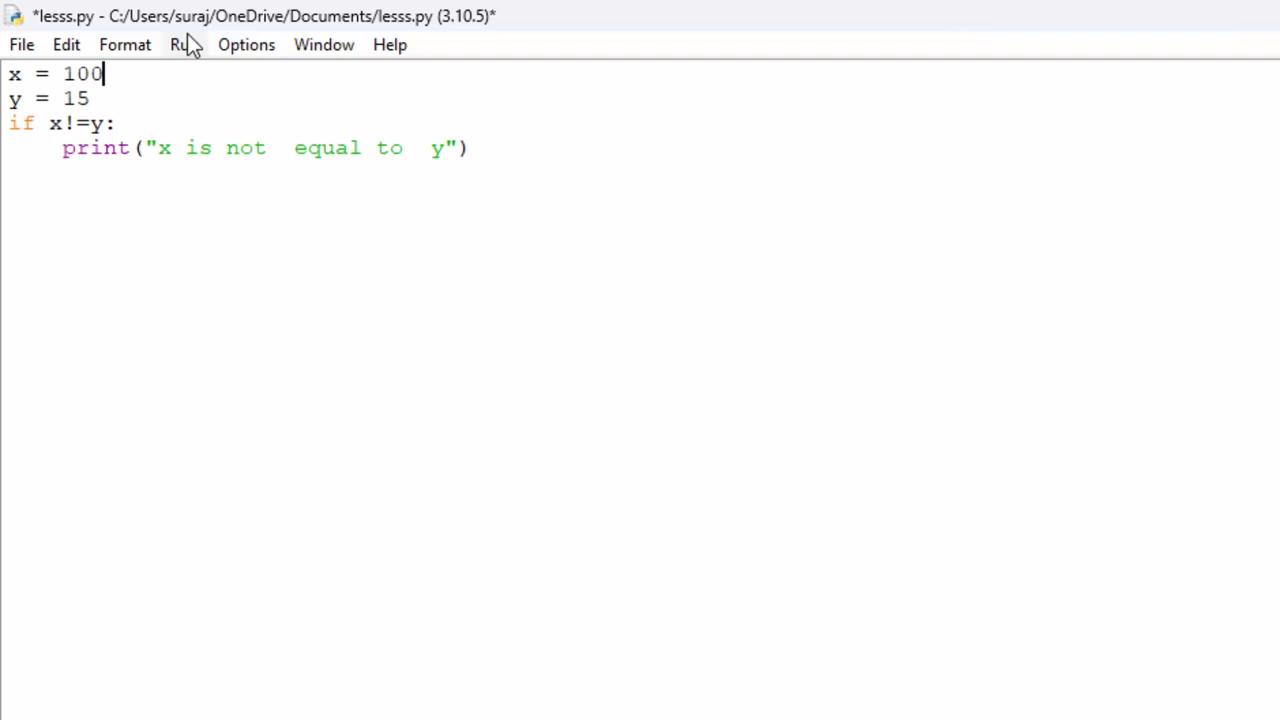 *lesss.py - C:/Users/suraj/OneDrive/Documents/lesss.py (3.10.5)*
File Edit Format Options Window Help
x = 100
y = 15
if x!=y:
    print("x is not  equal to  y")